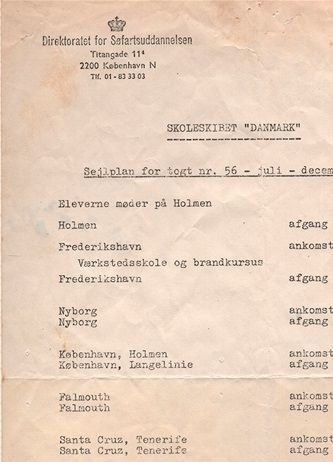 Direktoratet for Søfartsuddannelsen
Titangade 11⁴
2200 København N
Tlf. 01 - 83 33 03
SKOLESKIBET "DANMARK"
Sejlplan for togt nr. 56 - juli - decem
Eleverne møder på Holmen
Holmen afgang
Frederikshavn ankomst
Værkstedsskole og brandkursus
Frederikshavn afgang
Nyborg ankomst
Nyborg afgang
København, Holmen ankomst
København, Langelinie afgang
Falmouth ankomst
Falmouth afgang
Santa Cruz, Tenerife ankomst
Santa Cruz, Tenerife afgang